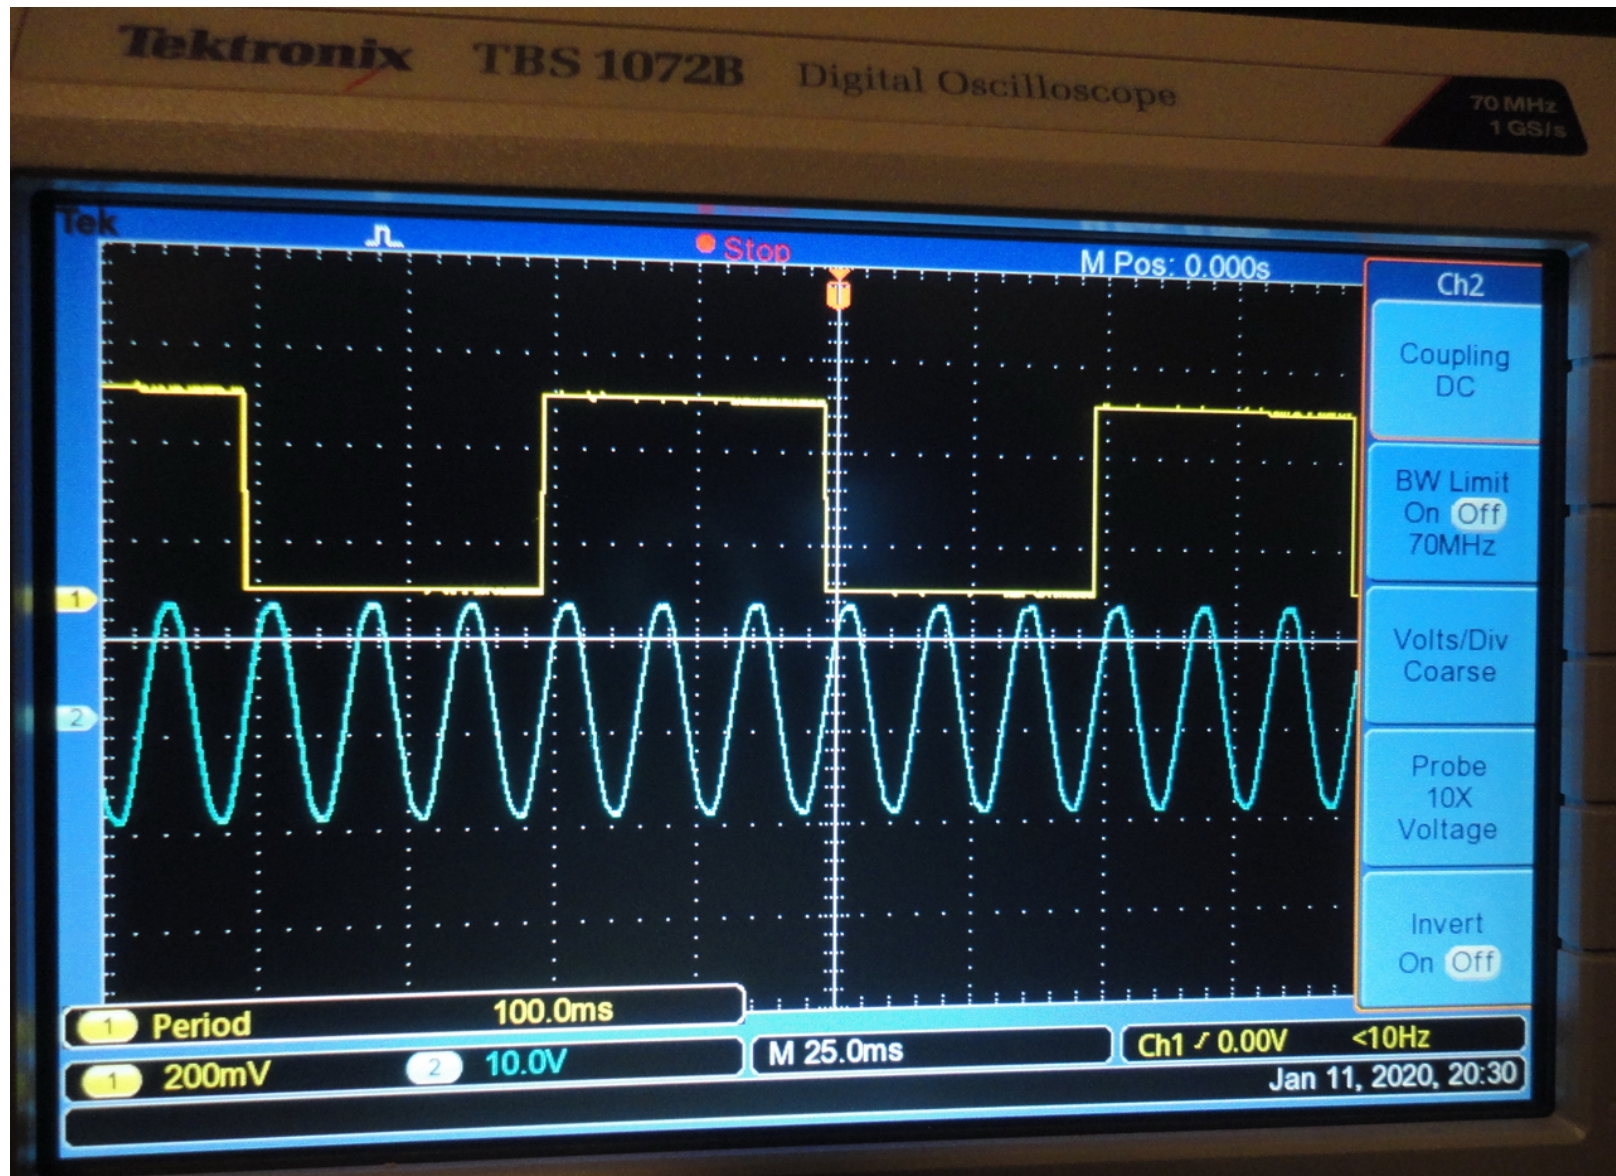 Tektronix TBS 1072B Digital Oscilloscope
70 MHz
1 GS/s
Tek
Stop
M Pos: 0.000s
Ch2
Coupling
DC
BW Limit
On Off
70MHz
Volts/Div
Coarse
Probe
10X
Voltage
Invert
On Off
1
2
1 Period 100.0ms
1 200mV 2 10.0V
M 25.0ms
Ch1 / 0.00V <10Hz
Jan 11, 2020, 20:30